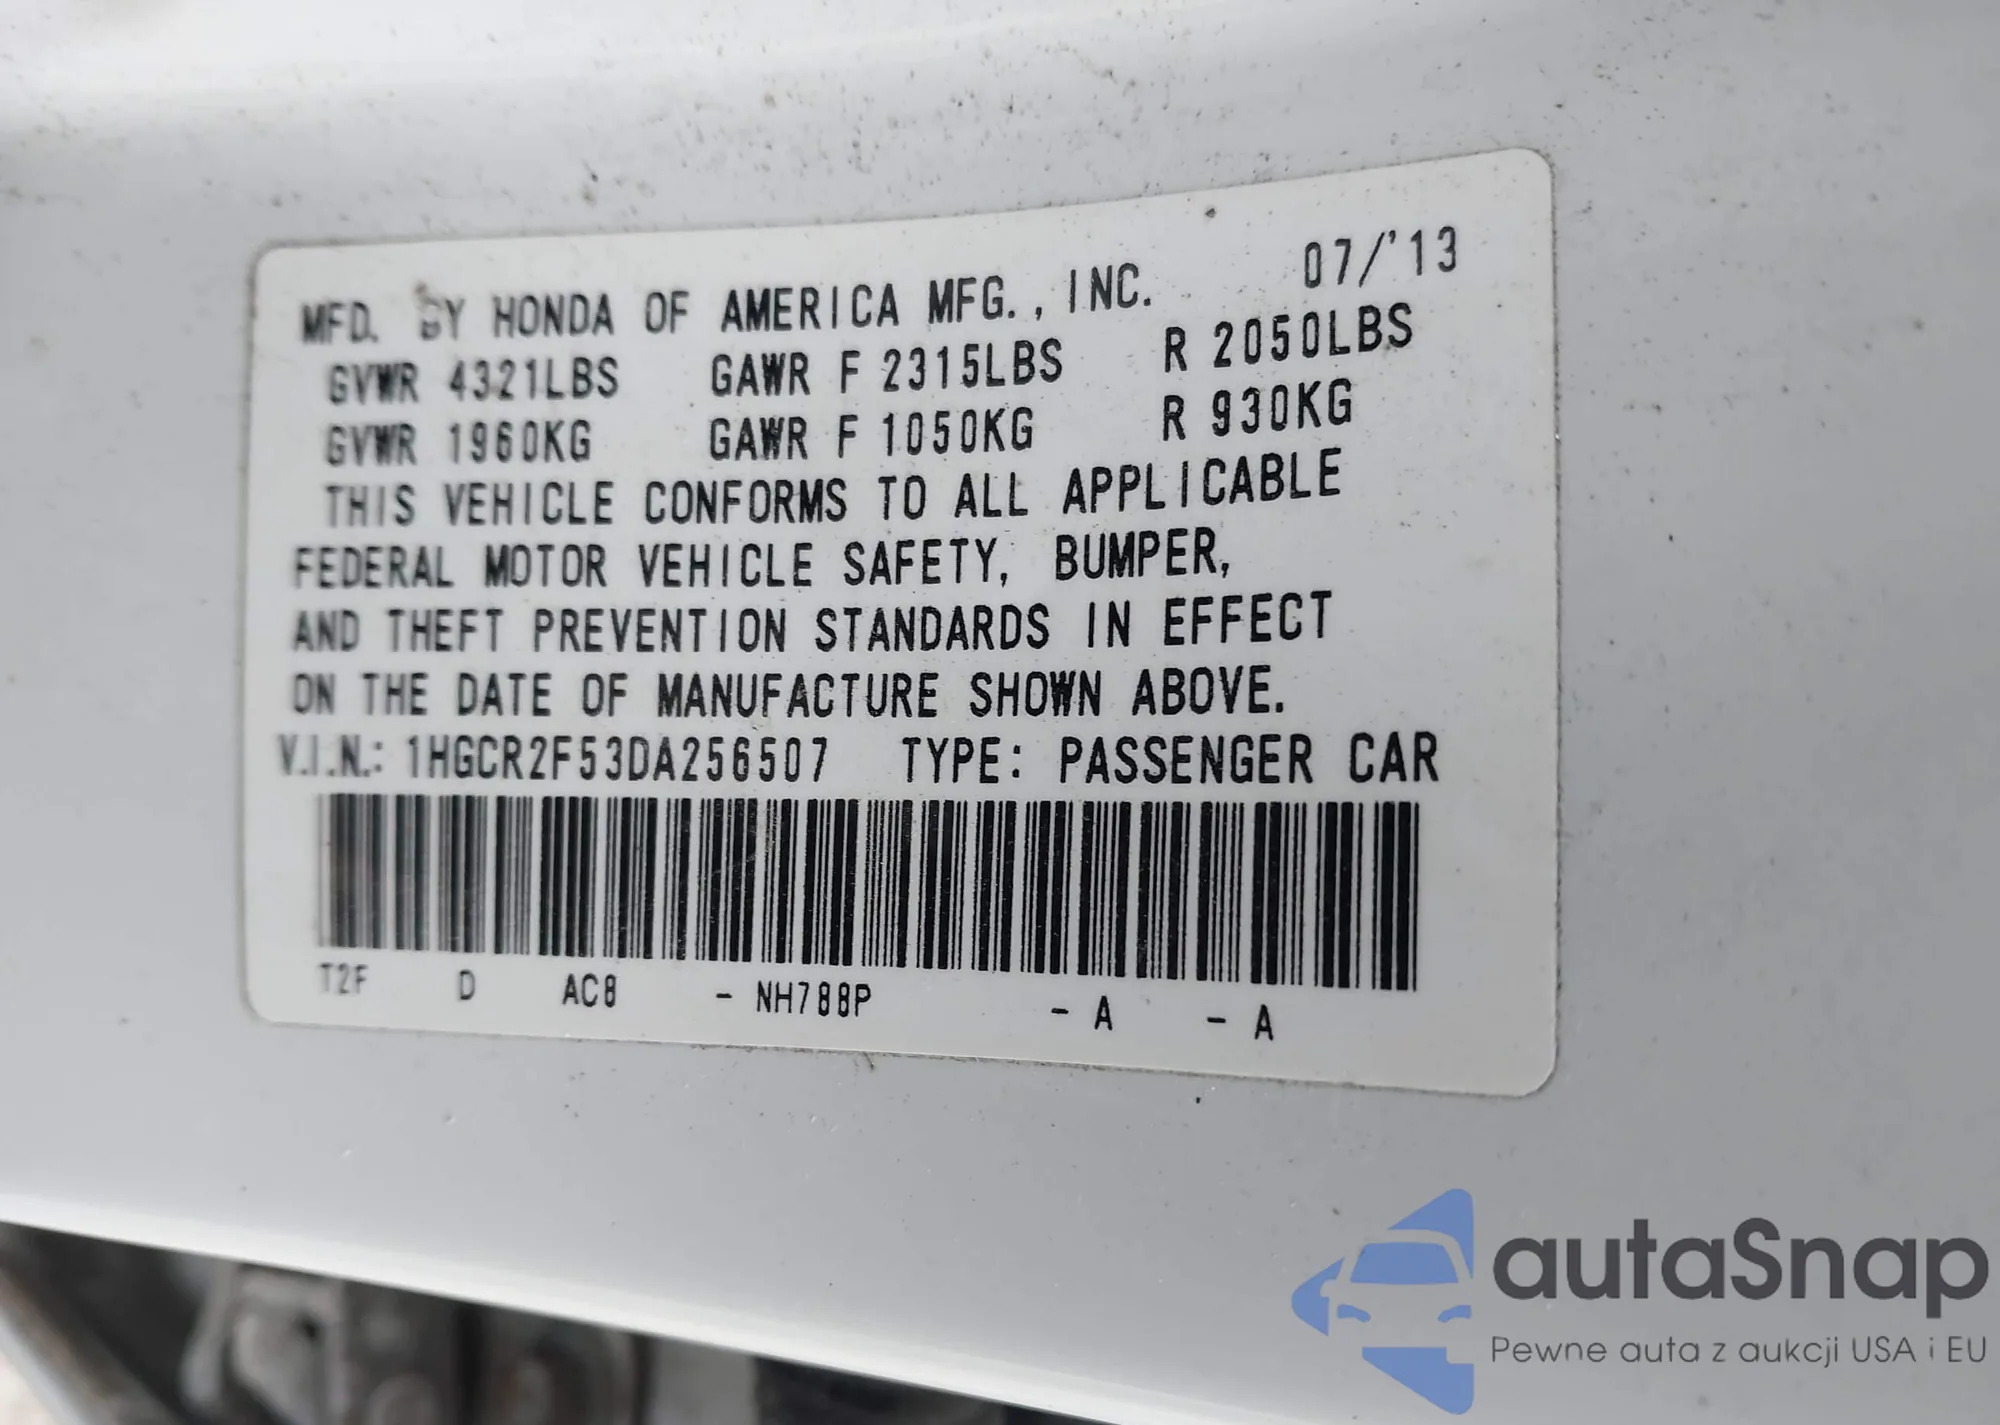 MFD. BY HONDA OF AMERICA MFG., INC. 07/'13
GVWR 4321LBS GAWR F 2315LBS R 2050LBS
GVWR 1960KG GAWR F 1050KG R 930KG
THIS VEHICLE CONFORMS TO ALL APPLICABLE
FEDERAL MOTOR VEHICLE SAFETY, BUMPER,
AND THEFT PREVENTION STANDARDS IN EFFECT
ON THE DATE OF MANUFACTURE SHOWN ABOVE.
V.I.N.: 1HGCR2F53DA256507 TYPE: PASSENGER CAR
T2F D AC8 - NH788P - A - A
autaSnap
Pewne auta z aukcji USA i EU